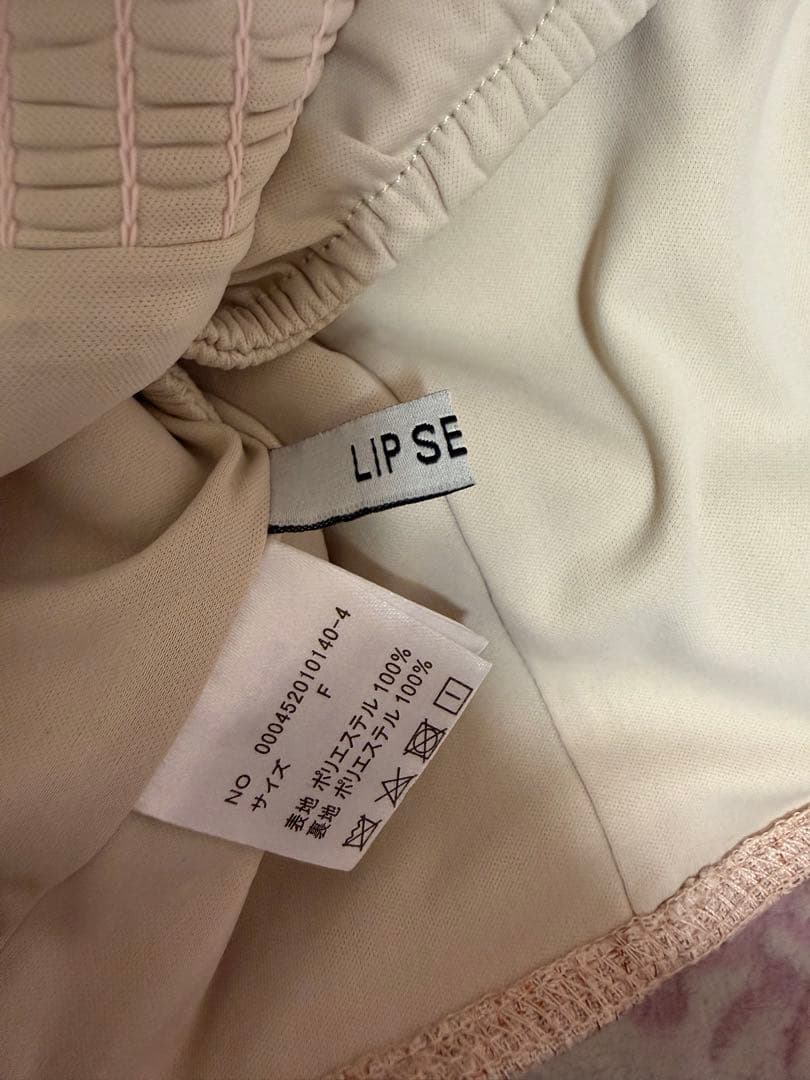 LIP SE
NO 000452010140-4
サイズ F
表地 ポリエステル 100%
裏地 ポリエステル 100%